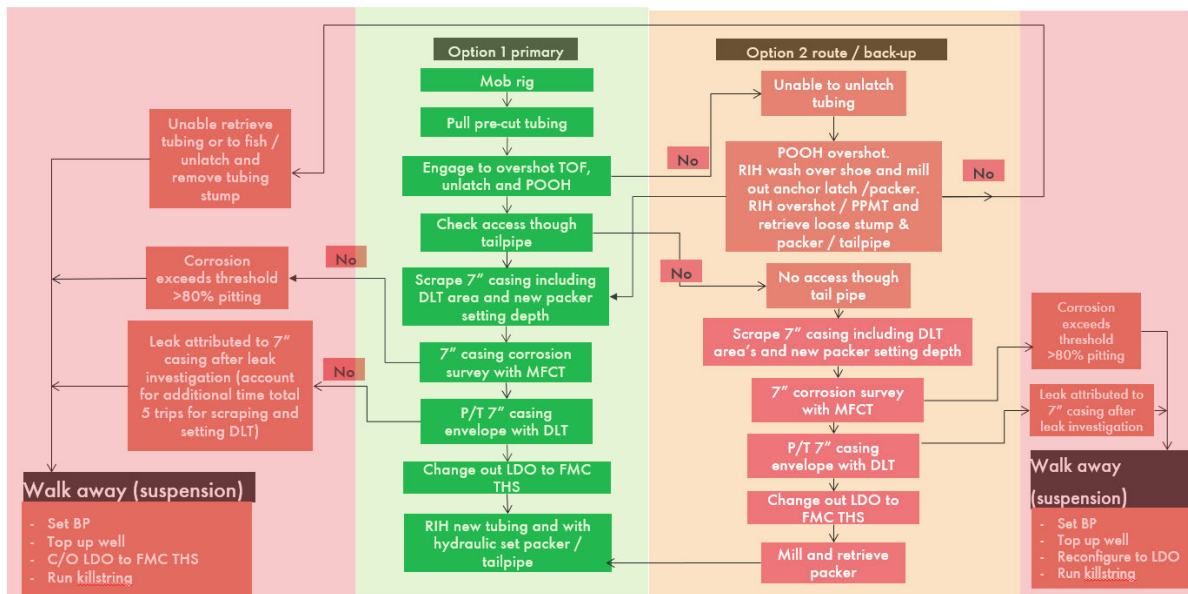 Option 1 primary
Mob rig
Pull pre-cut tubing
Engage to overshot TOF,
unlatch and POOH
Check access though
tailpipe
Scrape 7” casing including
DLT area and new packer
setting depth
7” casing corrosion
survey with MFCT
P/T 7” casing
envelope with DLT
Change out LDO to FMC
THS
RIH new tubing and with
hydraulic set packer /
tailpipe
Option 2 route / back-up
No
Unable to unlatch
tubing
POOH overshot.
RIH wash over shoe and mill
out anchor latch /packer.
RIH overshot / PPMT and
retrieve loose stump &
packer / tailpipe
No
No
No access though
tail pipe
Scrape 7” casing including DLT
area’s and new packer setting depth
7” corrosion survey
with MFCT
P/T 7” casing
envelope with DLT
Change out LDO to
FMC THS
Mill and retrieve
packer
Unable retrieve
tubing or to fish /
unlatch and
remove tubing
stump
No
Corrosion
exceeds threshold
>80% pitting
No
Leak attributed to 7”
casing after leak
investigation (account
for additional time total
5 trips for scraping and
setting DLT)
Walk away (suspension)
- Set BP
- Top up well
- C/O LDO to FMC THS
- Run killstring
Corrosion
exceeds
threshold
>80% pitting
Leak attributed to
7” casing after
leak investigation
Walk away
(suspension)
- Set BP
- Top up well
- Reconfigure to LDO
- Run killstring